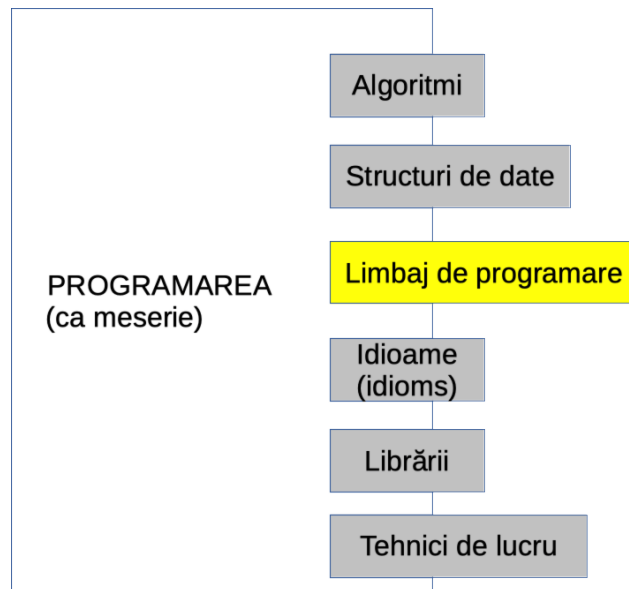 Algoritmi
Structuri de date
Limbaj de programare
PROGRAMAREA
(ca meserie)
Idioame
(idioms)
Librării
Tehnici de lucru